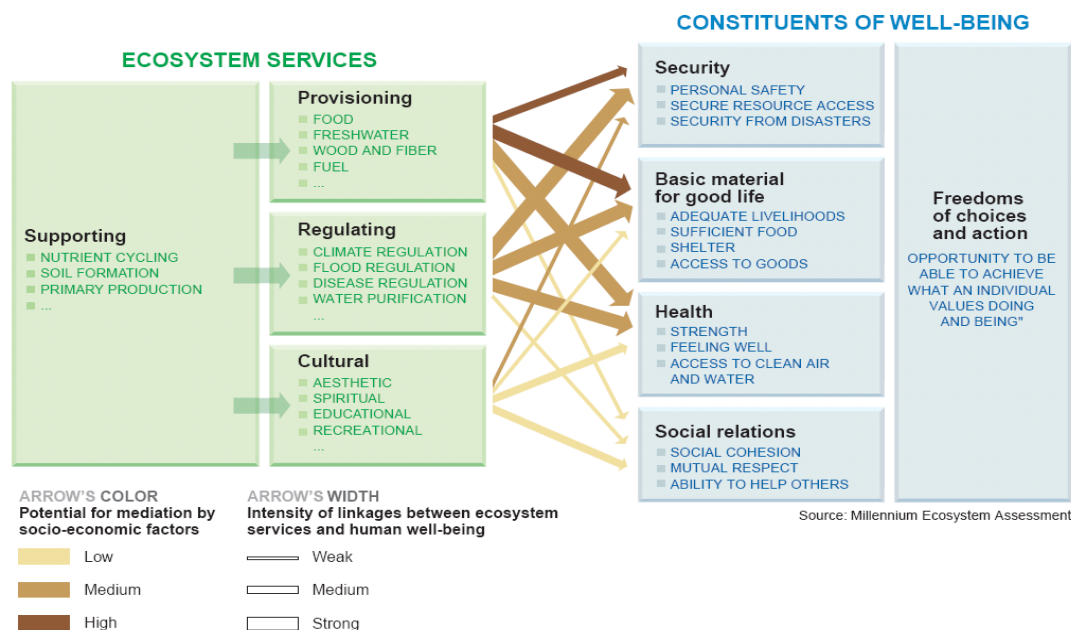 CONSTITUENTS OF WELL-BEING
ECOSYSTEM SERVICES
Supporting
NUTRIENT CYCLING
SOIL FORMATION
PRIMARY PRODUCTION
...
Provisioning
FOOD
FRESHWATER
WOOD AND FIBER
FUEL
...
Regulating
CLIMATE REGULATION
FLOOD REGULATION
DISEASE REGULATION
WATER PURIFICATION
...
Cultural
AESTHETIC
SPIRITUAL
EDUCATIONAL
RECREATIONAL
...
Security
PERSONAL SAFETY
SECURE RESOURCE ACCESS
SECURITY FROM DISASTERS
Basic material
for good life
ADEQUATE LIVELIHOODS
SUFFICIENT FOOD
SHELTER
ACCESS TO GOODS
Health
STRENGTH
FEELING WELL
ACCESS TO CLEAN AIR
AND WATER
Social relations
SOCIAL COHESION
MUTUAL RESPECT
ABILITY TO HELP OTHERS
Freedoms
of choices
and action
OPPORTUNITY TO BE
ABLE TO ACHIEVE
WHAT AN INDIVIDUAL
VALUES DOING
AND BEING"
Source: Millennium Ecosystem Assessment
ARROW'S COLOR
Potential for mediation by
socio-economic factors
Low
Medium
High
ARROW'S WIDTH
Intensity of linkages between ecosystem
services and human well-being
Weak
Medium
Strong